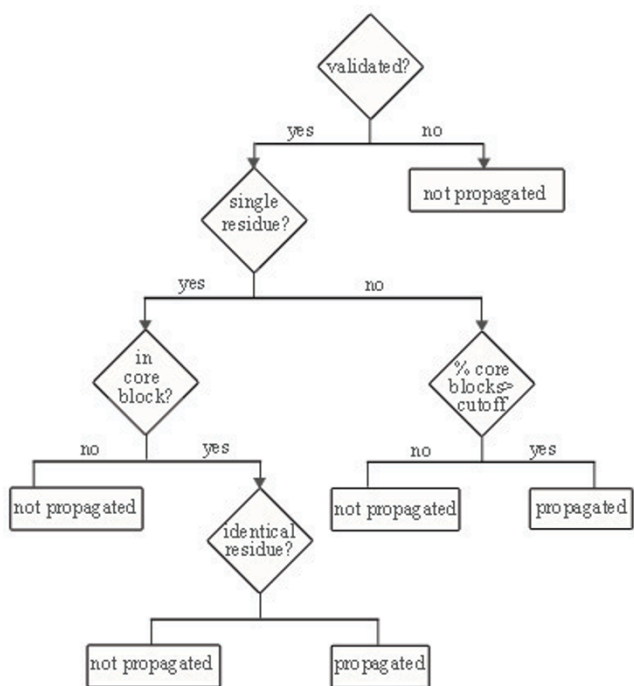 validated?
yes
no
not propagated
single
residue?
yes
no
in
core
block?
% core
blocks>
cutoff
no
yes
no
yes
not propagated
not propagated
propagated
identical
residue?
not propagated
propagated